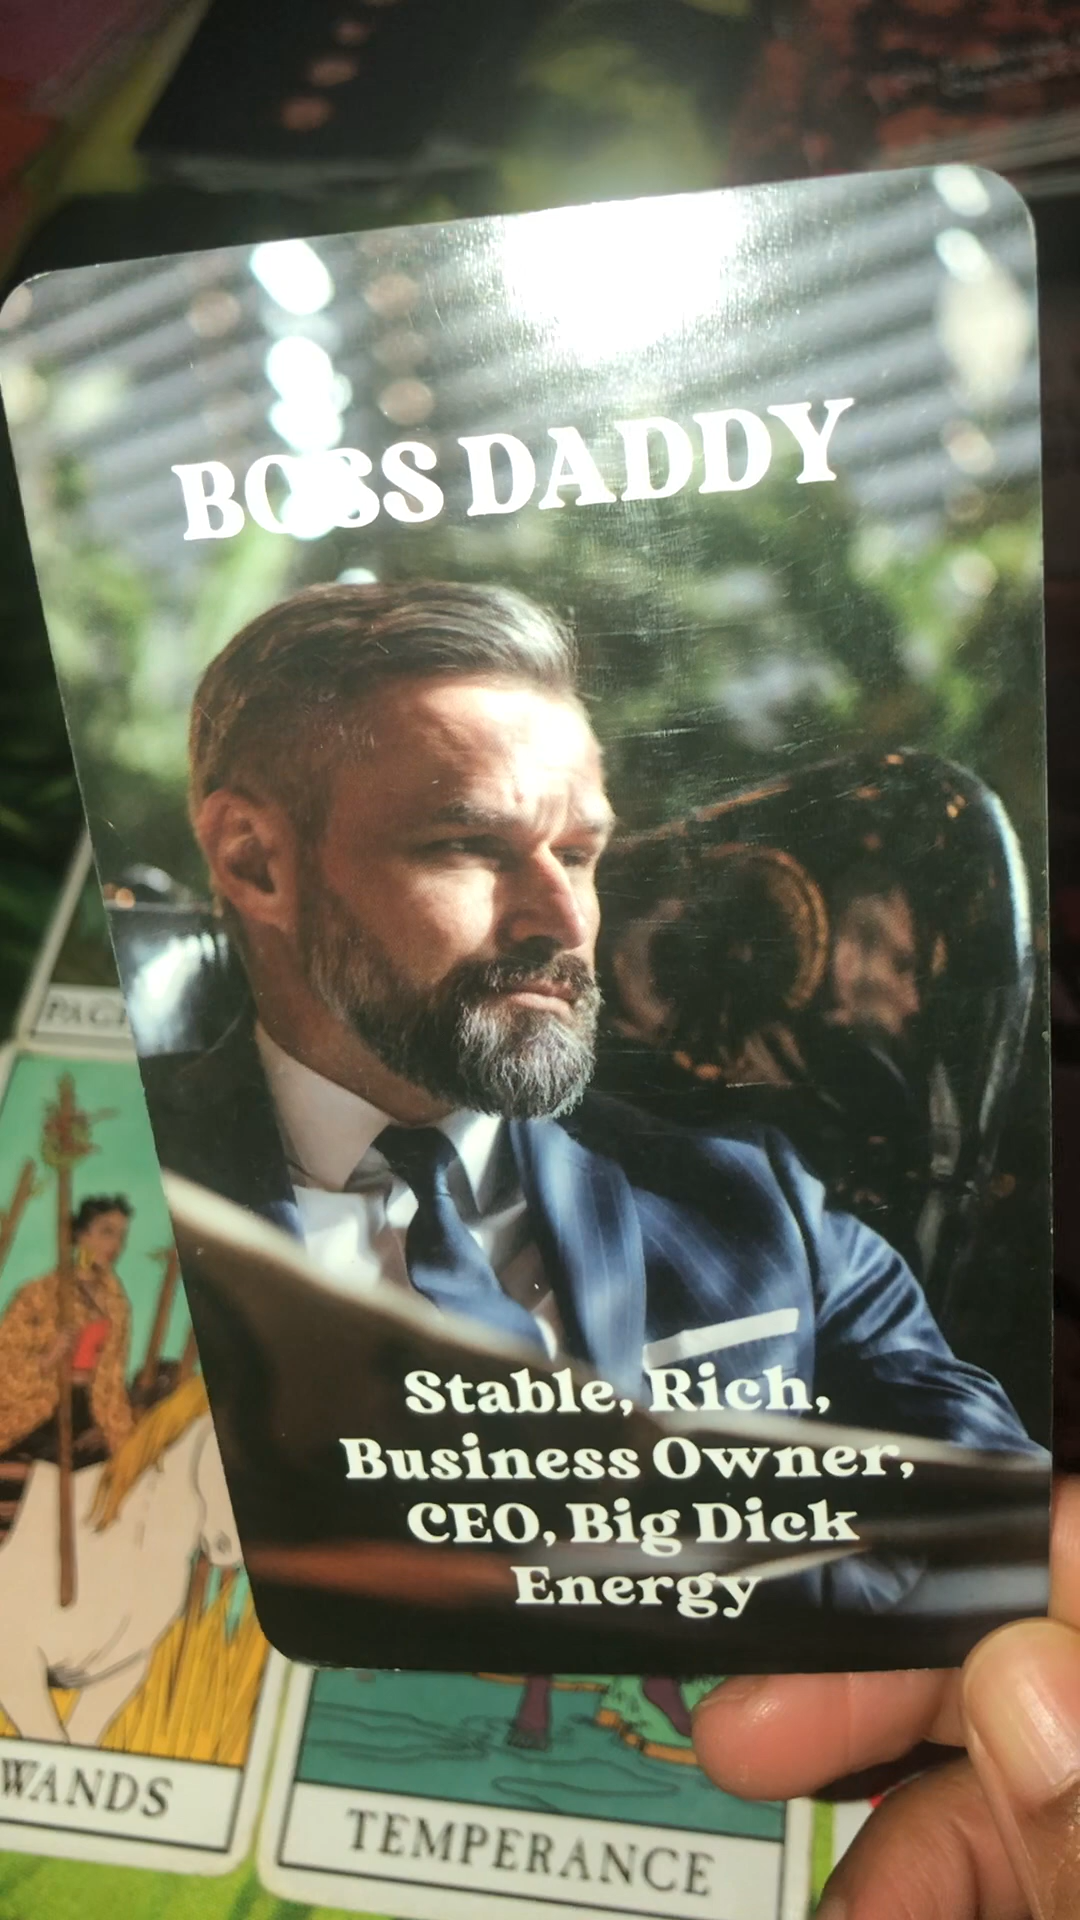 BOSS DADDY
Stable, Rich,
Business Owner,
CEO, Big Dick
Energy
WANDS
TEMPERANCE